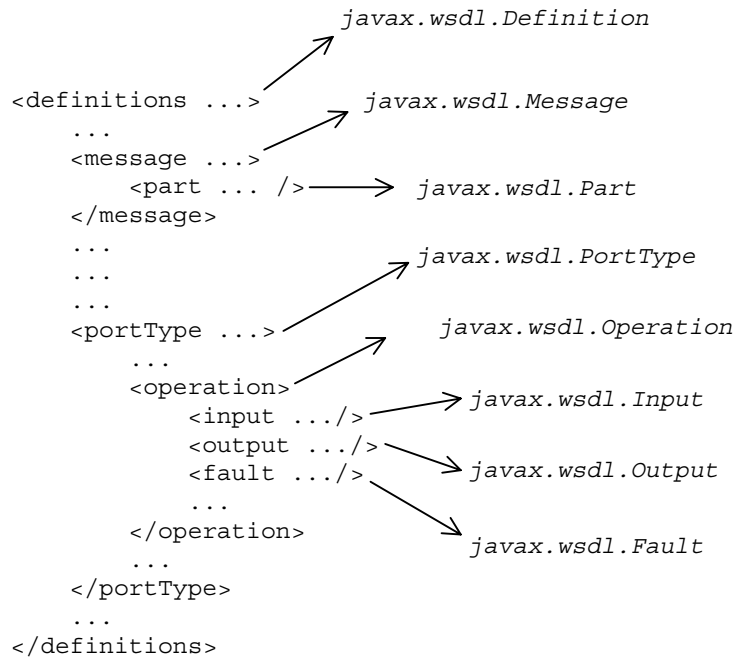 javax.wsdl.Definition
<definitions ...>
javax.wsdl.Message
...
<message ...>
<part ... />
javax.wsdl.Part
</message>
...
...
javax.wsdl.PortType
...
<portType ...>
javax.wsdl.Operation
...
<operation>
<input .../>
javax.wsdl.Input
<output .../>
<fault .../>
javax.wsdl.Output
...
</operation>
javax.wsdl.Fault
...
</portType>
...
</definitions>